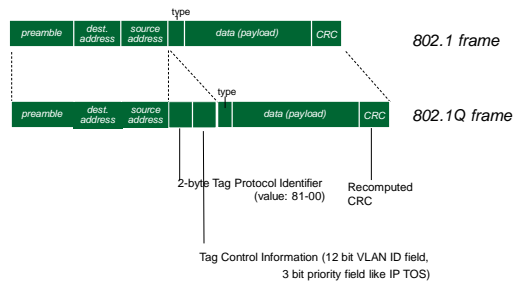 type
preamble dest. address source address data (payload) CRC
802.1 frame
type
preamble dest. address source address data (payload) CRC
802.1Q frame
2-byte Tag Protocol Identifier
(value: 81-00)
Recomputed
CRC
Tag Control Information (12 bit VLAN ID field,
3 bit priority field like IP TOS)